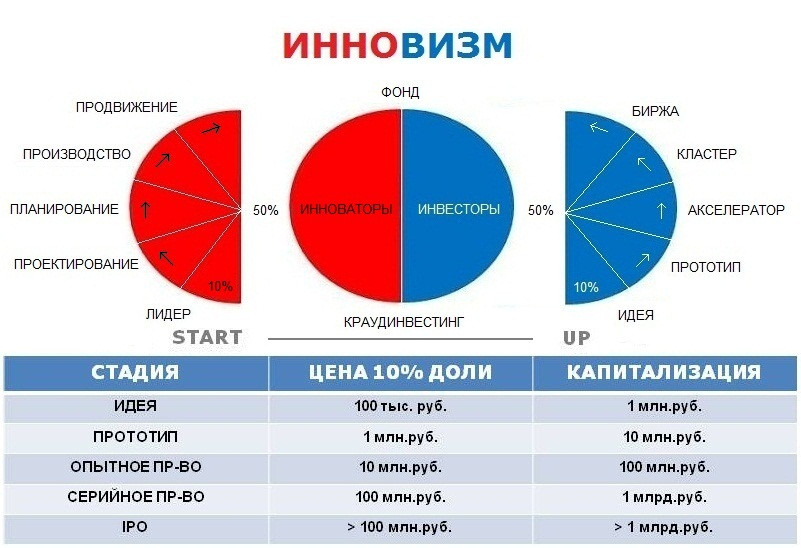 ИННОВИЗМ
ФОНД
ПРОДВИЖЕНИЕ
ПРОИЗВОДСТВО
ПЛАНИРОВАНИЕ
ПРОЕКТИРОВАНИЕ
ЛИДЕР
10%
50%
ИННОВАТОРЫ
ИНВЕСТОРЫ
50%
БИРЖА
КЛАСТЕР
АКСЕЛЕРАТОР
ПРОТОТИП
ИДЕЯ
10%
КРАУДИНВЕСТИНГ
START UP
СТАДИЯ ЦЕНА 10% ДОЛИ КАПИТАЛИЗАЦИЯ
ИДЕЯ 100 тыс. руб. 1 млн.руб.
ПРОТОТИП 1 млн.руб. 10 млн.руб.
ОПЫТНОЕ ПР-ВО 10 млн.руб. 100 млн.руб.
СЕРИЙНОЕ ПР-ВО 100 млн.руб. 1 млрд.руб.
IPO > 100 млн.руб. > 1 млрд.руб.